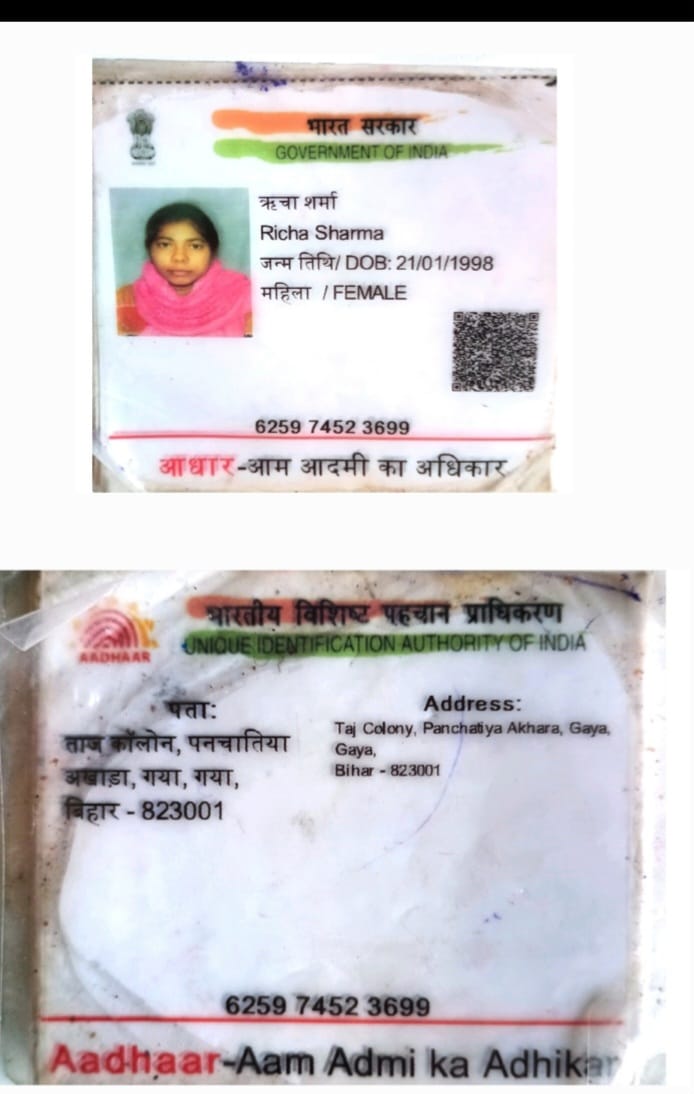 भारत सरकार
GOVERNMENT OF INDIA
ऋचा शर्मा
Richa Sharma
जन्म तिथि/ DOB: 21/01/1998
महिला / FEMALE
6259 7452 3699
आधार-आम आदमी का अधिकार
भारतीय विशिष्ट पहचान प्राधिकरण
AADHAAR
UNIQUE IDENTIFICATION AUTHORITY OF INDIA
पता:
ताज कॉलोन, पनचातिया
अखाड़ा, गया, गया,
बिहार - 823001
Address:
Taj Colony, Panchatiya Akhara, Gaya,
Gaya,
Bihar - 823001
6259 7452 3699
Aadhaar-Aam Admi ka Adhikar